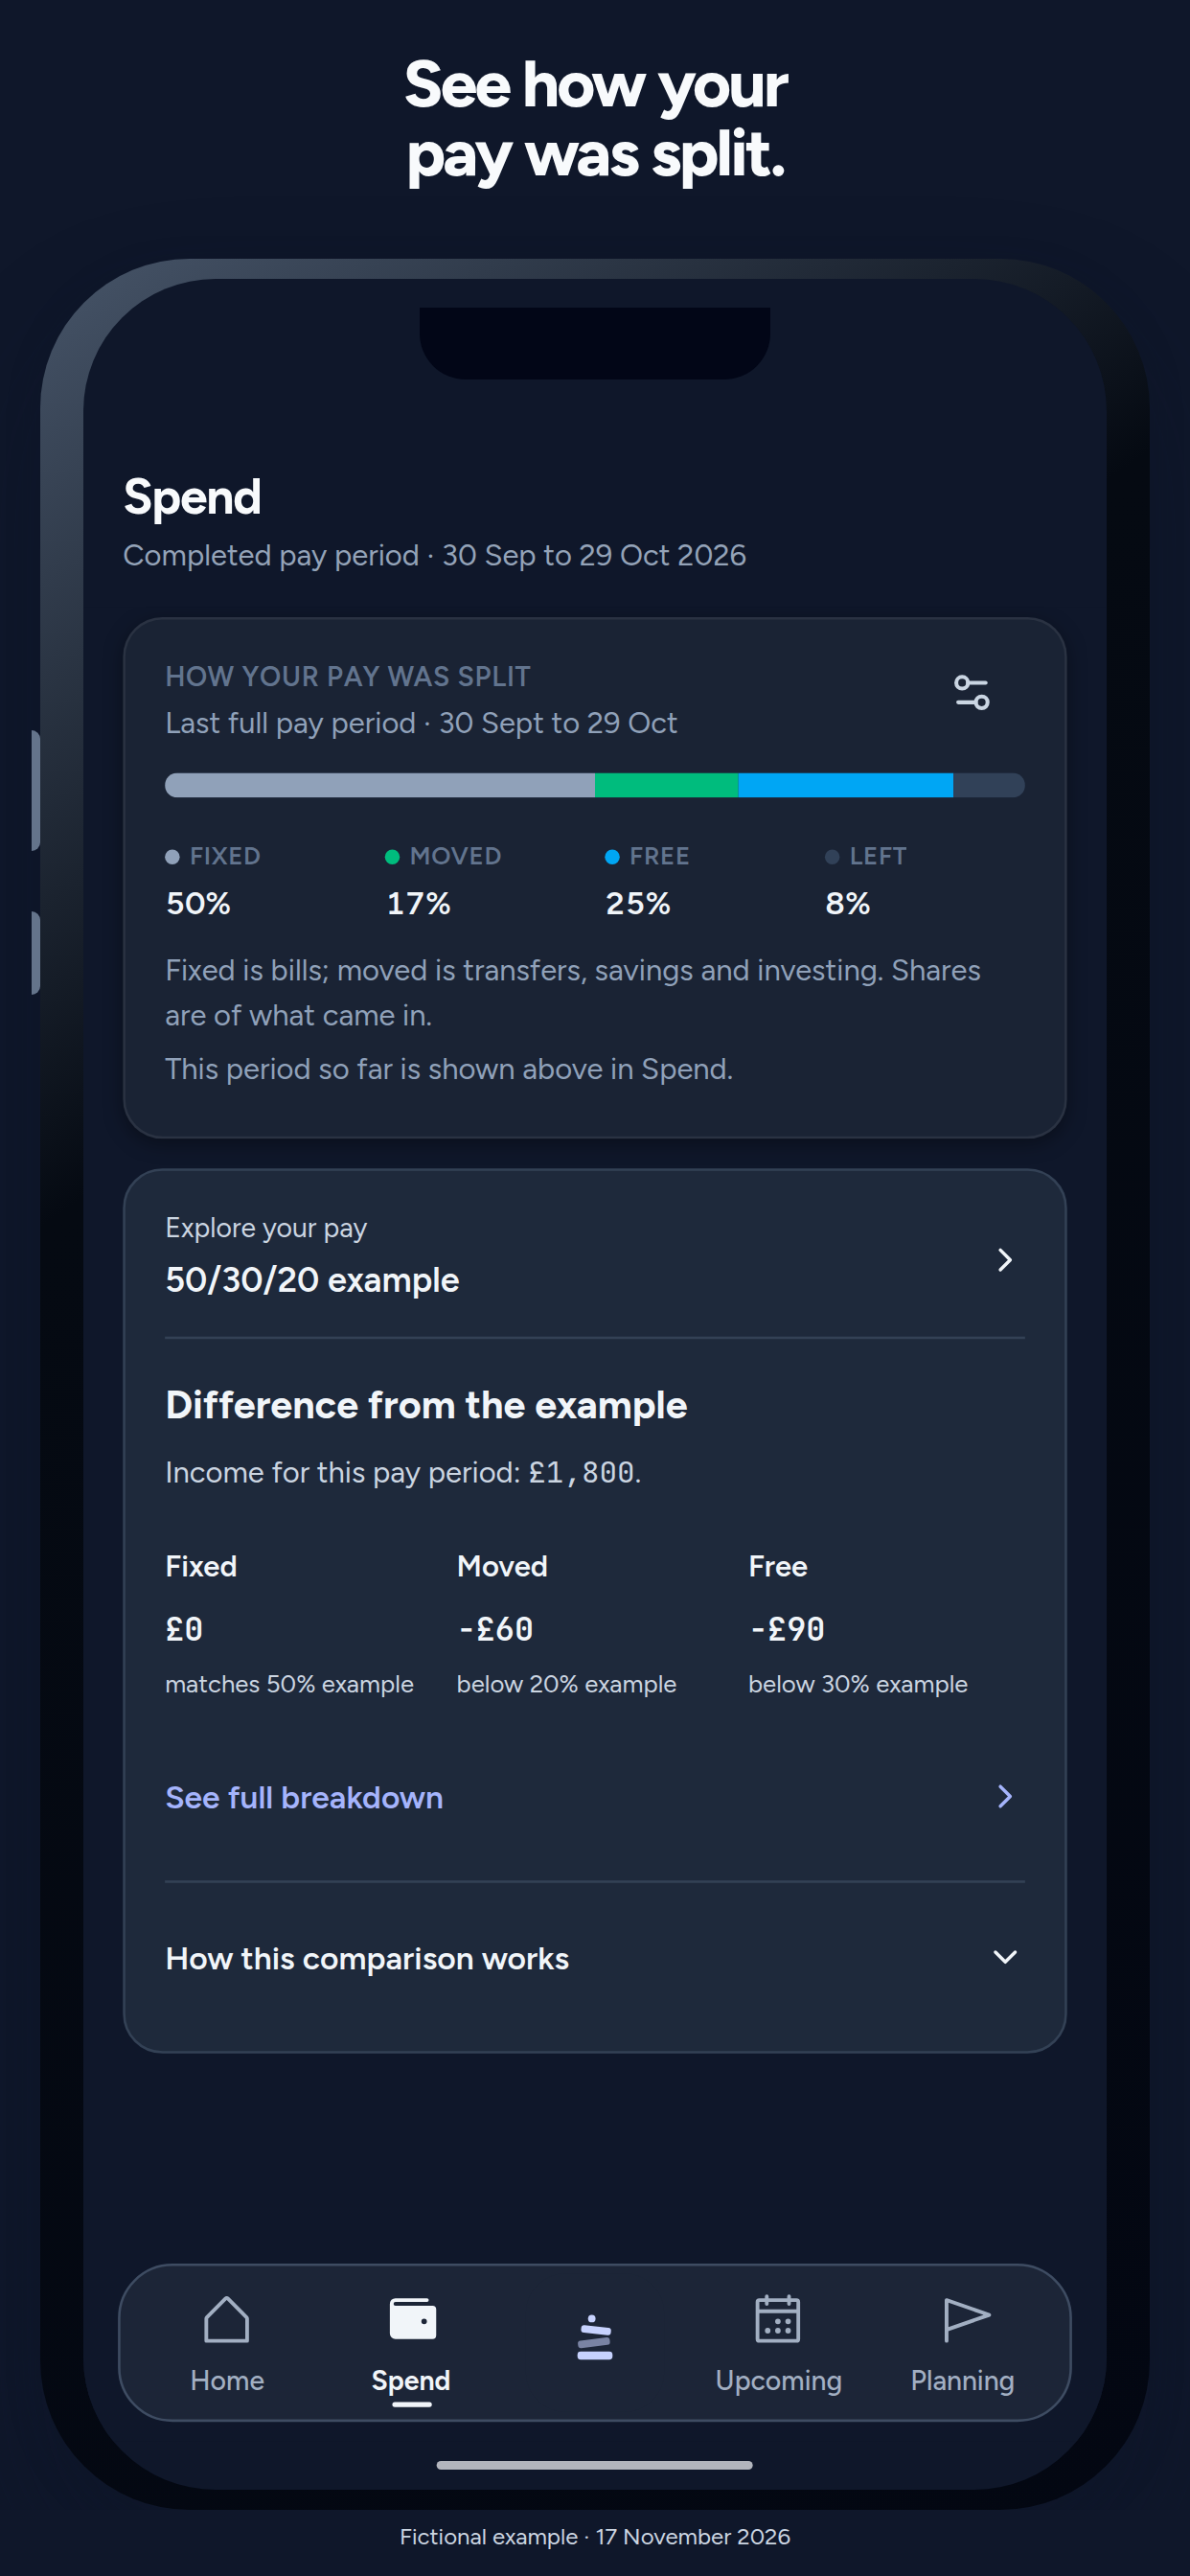 See how your
pay was split.
Spend
Completed pay period · 30 Sep to 29 Oct 2026
HOW YOUR PAY WAS SPLIT
Last full pay period · 30 Sept to 29 Oct
FIXED MOVED FREE LEFT
50% 17% 25% 8%
Fixed is bills; moved is transfers, savings and investing. Shares
are of what came in.
This period so far is shown above in Spend.
Explore your pay
50/30/20 example
Difference from the example
Income for this pay period: £1,800.
Fixed Moved Free
£0 -£60 -£90
matches 50% example below 20% example below 30% example
See full breakdown
How this comparison works
Home Spend Upcoming Planning
Fictional example · 17 November 2026